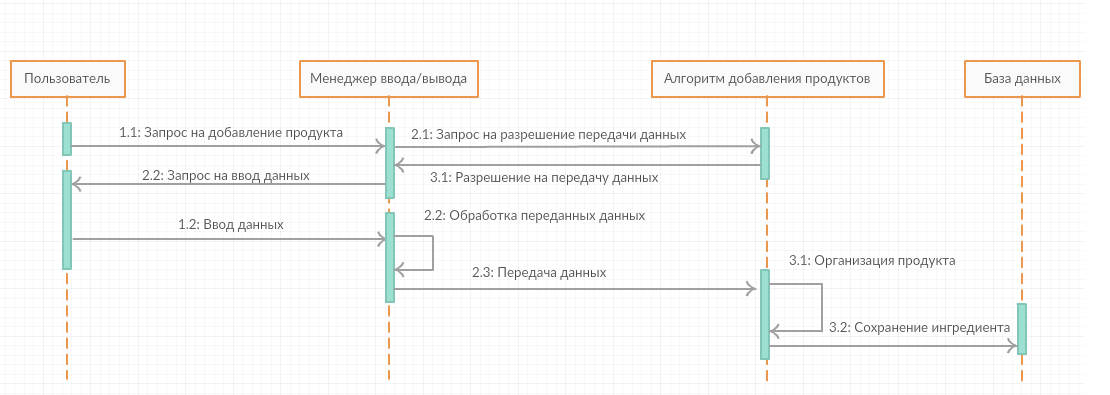 Пользователь
Менеджер ввода/вывода
Алгоритм добавления продуктов
База данных
1.1: Запрос на добавление продукта
2.1: Запрос на разрешение передачи данных
2.2: Запрос на ввод данных
3.1: Разрешение на передачу данных
1.2: Ввод данных
2.2: Обработка переданных данных
2.3: Передача данных
3.1: Организация продукта
3.2: Сохранение ингредиента